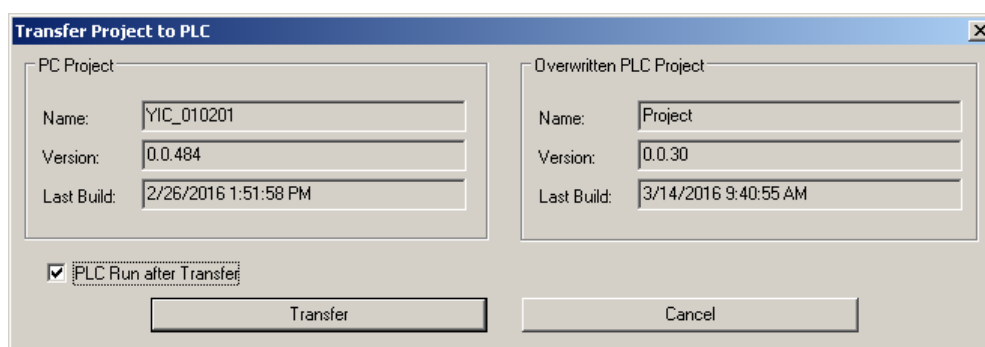 Transfer Project to PLC
PC Project
Name: YIC_010201
Version: 0.0.484
Last Build: 2/26/2016 1:51:58 PM
Overwritten PLC Project
Name: Project
Version: 0.0.30
Last Build: 3/14/2016 9:40:55 AM
PLC Run after Transfer
Transfer
Cancel